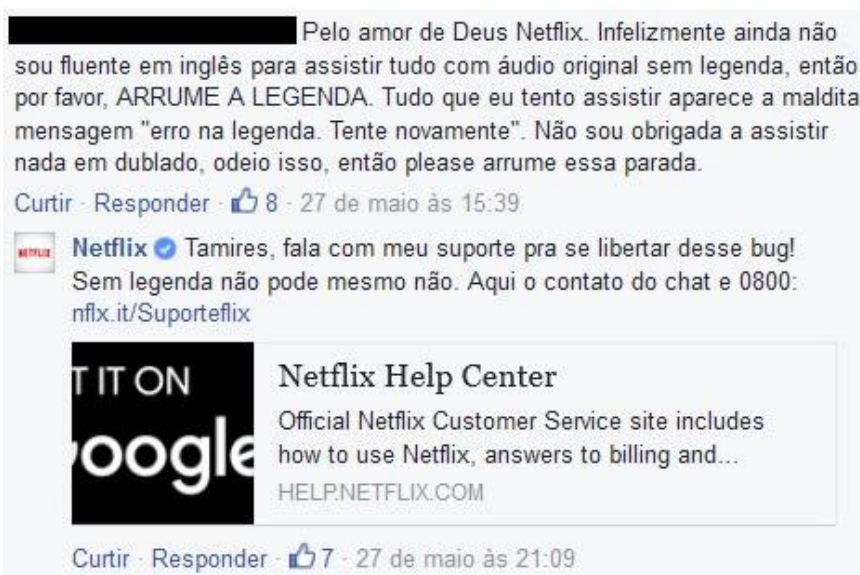 Pelo amor de Deus Netflix. Infelizmente ainda não
sou fluente em inglês para assistir tudo com áudio original sem legenda, então
por favor, ARRUME A LEGENDA. Tudo que eu tento assistir aparece a maldita
mensagem "erro na legenda. Tente novamente". Não sou obrigada a assistir
nada em dublado, odeio isso, então please arrume essa parada.
Curtir · Responder · 8 · 27 de maio às 15:39
NETFLIX
Netflix Tamires, fala com meu suporte pra se libertar desse bug!
Sem legenda não pode mesmo não. Aqui o contato do chat e 0800:
nflx.it/Suporteflix
T IT ON
oogle
Netflix Help Center
Official Netflix Customer Service site includes
how to use Netflix, answers to billing and...
HELP.NETFLIX.COM
Curtir · Responder · 7 · 27 de maio às 21:09